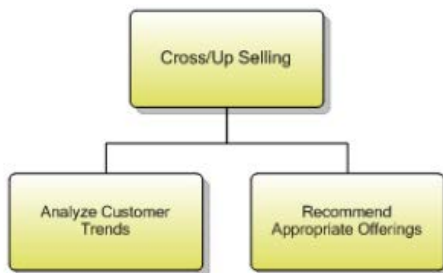 Cross/Up Selling
Analyze Customer
Trends
Recommend
Appropriate Offerings